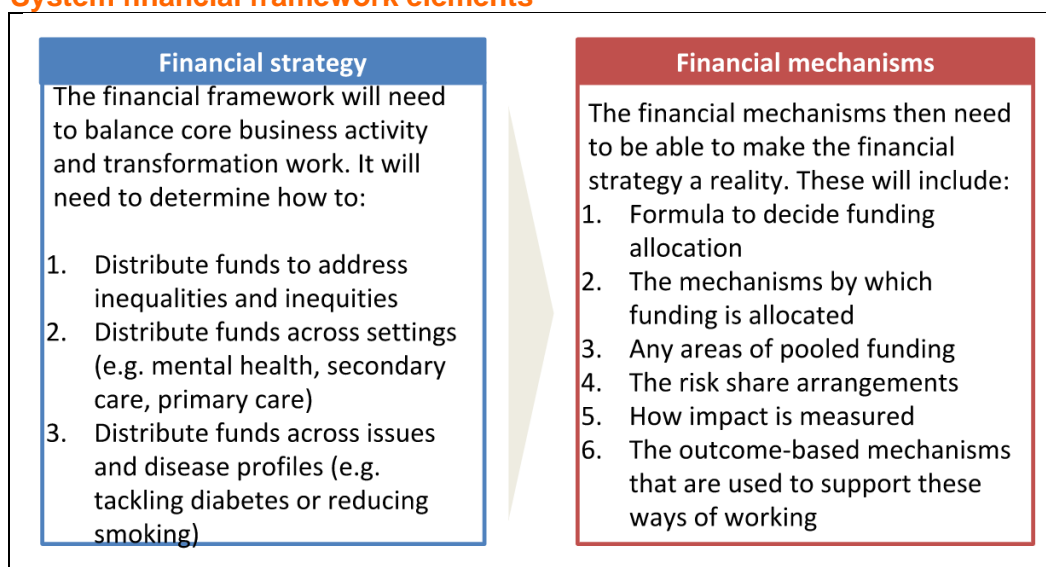 System financial framework elements
Financial strategy
The financial framework will need
to balance core business activity
and transformation work. It will
need to determine how to:
1. Distribute funds to address
inequalities and inequities
2. Distribute funds across settings
(e.g. mental health, secondary
care, primary care)
3. Distribute funds across issues
and disease profiles (e.g.
tackling diabetes or reducing
smoking)
Financial mechanisms
The financial mechanisms then need
to be able to make the financial
strategy a reality. These will include:
1. Formula to decide funding
allocation
2. The mechanisms by which
funding is allocated
3. Any areas of pooled funding
4. The risk share arrangements
5. How impact is measured
6. The outcome-based mechanisms
that are used to support these
ways of working